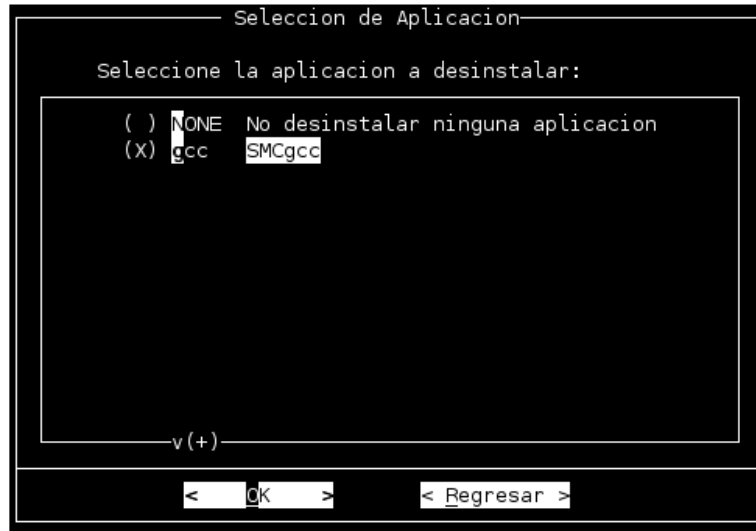 Seleccion de Aplicacion
Seleccione la aplicacion a desinstalar:
( ) NONE No desinstalar ninguna aplicacion
(X) gcc SMCgcc
v(+)
< OK > < Regresar >